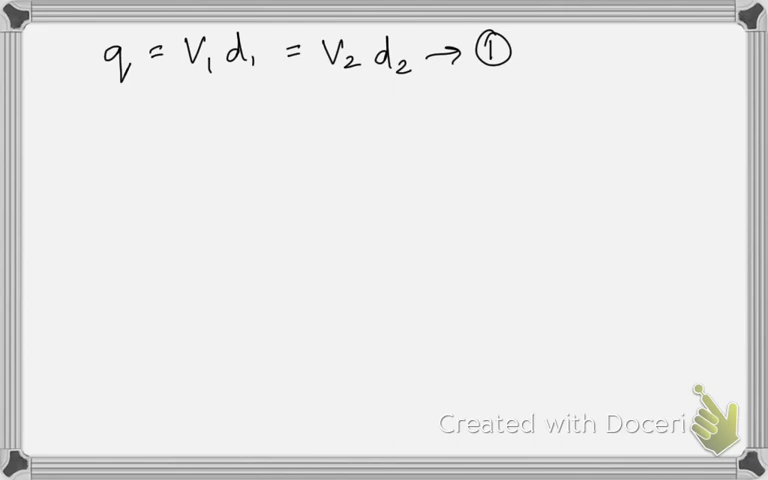 q = V₁ d₁ = V₂ d₂ → ①
Created with Doceri